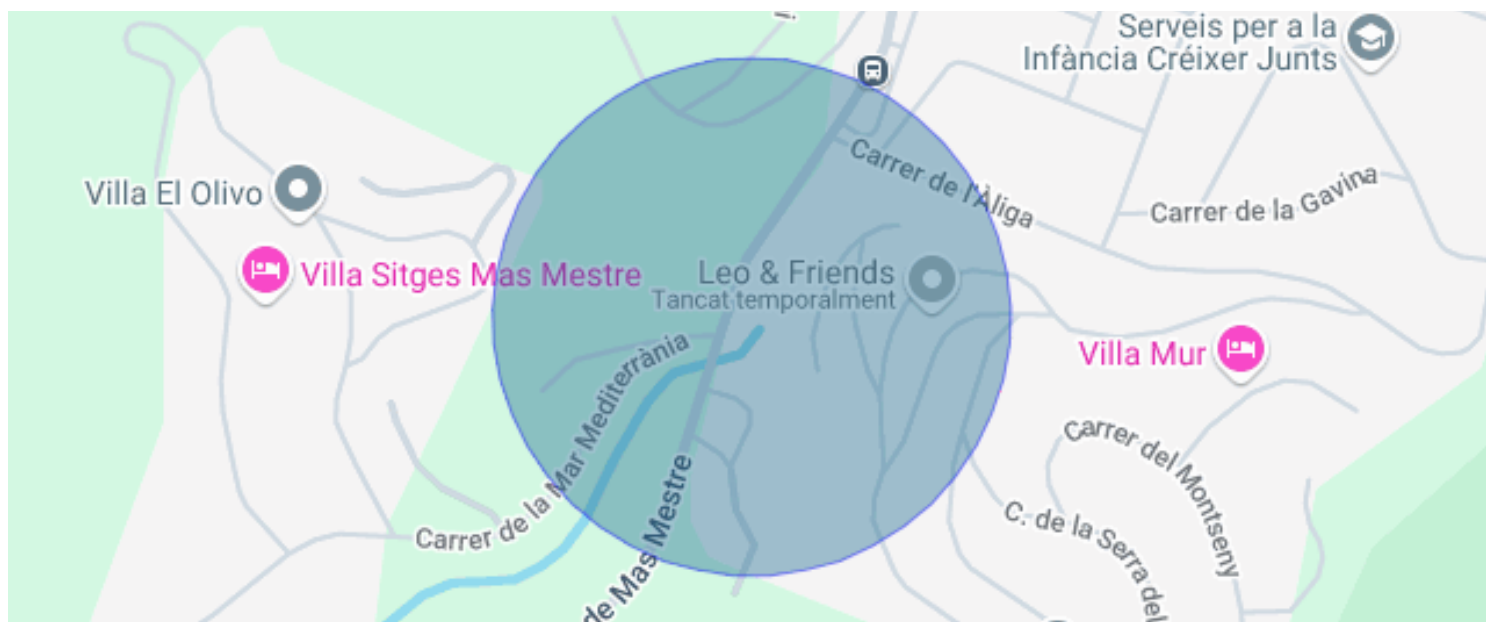 Serveis per a la
Infància Créixer Junts
Carrer de l'Àliga
Villa El Olivo
Carrer de la Gavina
Villa Sitges Mas Mestre
Leo & Friends
Tancat temporalment
Villa Mur
Carrer de la Mar Mediterrània
Carrer del Montseny
de Mas Mestre
C. de la Serra del